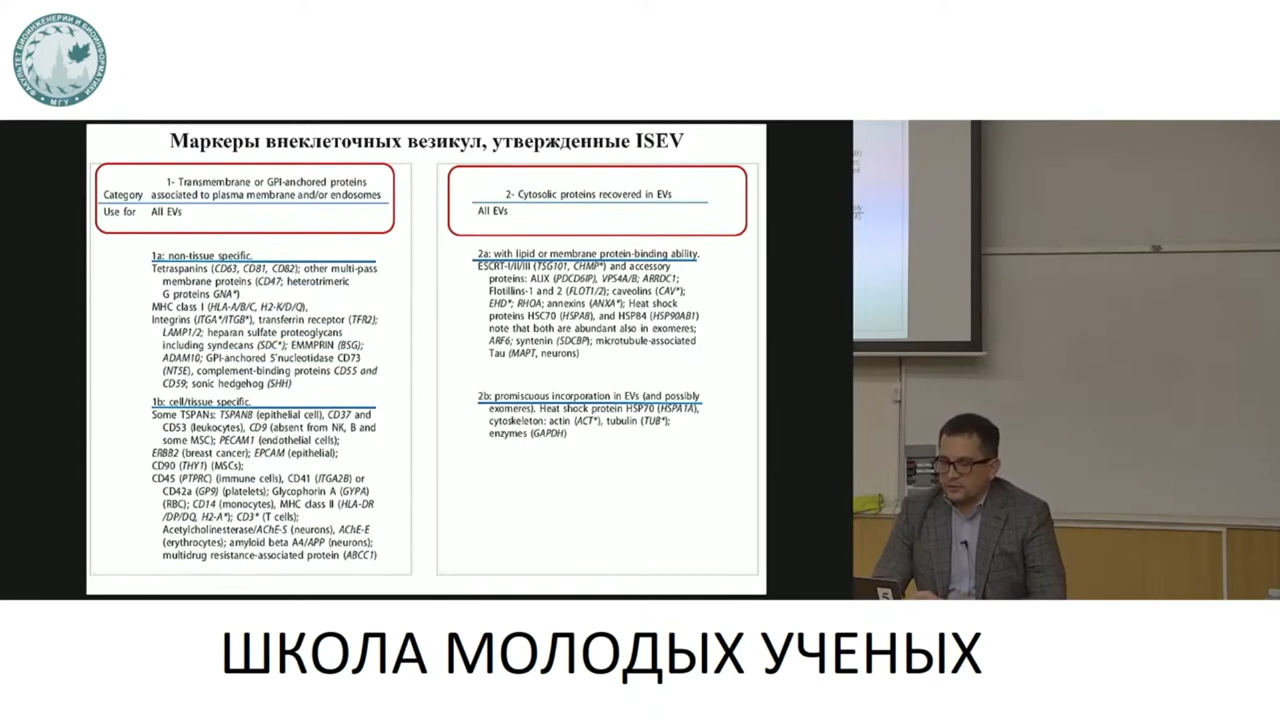 ФАКУЛЬТЕТ БИОИНЖЕНЕРИИ И БИОИНФОРМАТИКИ
МГУ
Маркеры внеклеточных везикул, утвержденные ISEV
1- Transmembrane or GPI-anchored proteins
Category associated to plasma membrane and/or endosomes
Use for All EVs
1a: non-tissue specific.
Tetraspanins (CD63, CD81, CD82); other multi-pass
membrane proteins (CD47; heterotrimeric
G proteins GNA*)
MHC class I (HLA-A/B/C, H2-K/D/Q),
Integrins (ITGA*/ITGB*), transferrin receptor (TFR2);
LAMP1/2; heparan sulfate proteoglycans
including syndecans (SDC*); EMMPRIN (BSG);
ADAM10; GPI-anchored 5'nucleotidase CD73
(NT5E), complement-binding proteins CD55 and
CD59; sonic hedgehog (SHH)
1b: cell/tissue specific.
Some TSPANs: TSPAN8 (epithelial cell), CD37 and
CD53 (leukocytes), CD9 (absent from NK, B and
some MSC); PECAM1 (endothelial cells);
ERBB2 (breast cancer); EPCAM (epithelial);
CD90 (THY1) (MSCs);
CD45 (PTPRC) (immune cells), CD41 (ITGA2B) or
CD42a (GP9) (platelets); Glycophorin A (GYPA)
(RBC); CD14 (monocytes), MHC class II (HLA-DR
/DP/DQ, H2-A*); CD3* (T cells);
Acetylcholinesterase/AChE-S (neurons), AChE-E
(erythrocytes); amyloid beta A4/APP (neurons);
multidrug resistance-associated protein (ABCC1)
2- Cytosolic proteins recovered in EVs
All EVs
2a: with lipid or membrane protein-binding ability.
ESCRT-I/II/III (TSG101, CHMP*) and accessory
proteins: ALIX (PDCD6IP), VPS4A/B; ARRDC1;
Flotillins-1 and 2 (FLOT1/2); caveolins (CAV*);
EHD*; RHOA; annexins (ANXA*); Heat shock
proteins HSC70 (HSPA8), and HSP84 (HSP90AB1)
note that both are abundant also in exomeres;
ARF6; syntenin (SDCBP); microtubule-associated
Tau (MAPT, neurons)
2b: promiscuous incorporation in EVs (and possibly
exomeres). Heat shock protein HSP70 (HSPA1A),
cytoskeleton: actin (ACT*), tubulin (TUB*);
enzymes (GAPDH)
5
ШКОЛА МОЛОДЫХ УЧЕНЫХ